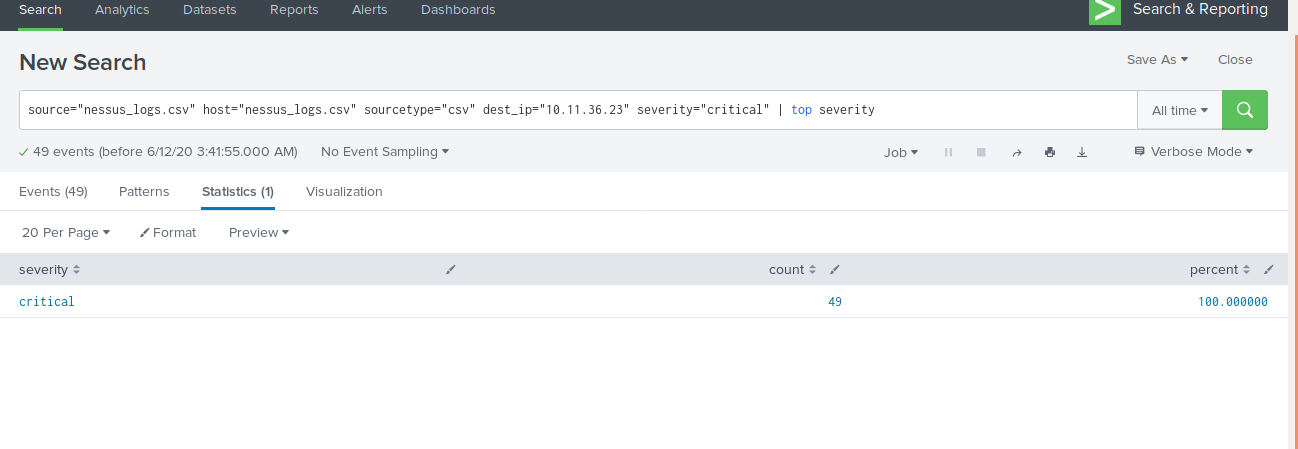 Search Analytics Datasets Reports Alerts Dashboards > Search & Reporting
New Search
Save As Close
source="nessus_logs.csv" host="nessus_logs.csv" sourcetype="csv" dest_ip="10.11.36.23" severity="critical" | top severity
All time
49 events (before 6/12/20 3:41:55.000 AM) No Event Sampling Job Verbose Mode
Events (49) Patterns Statistics (1) Visualization
20 Per Page Format Preview
severity count percent
critical 49 100.000000